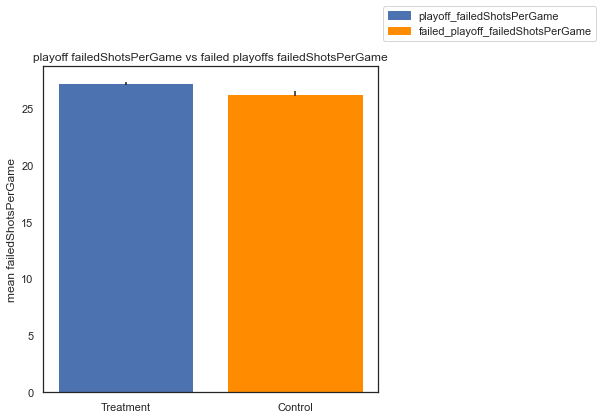 playoff_failedShotsPerGame
failed_playoff_failedShotsPerGame
playoff failedShotsPerGame vs failed playoffs failedShotsPerGame
mean failedShotsPerGame
25
20
15
10
5
0
Treatment
Control